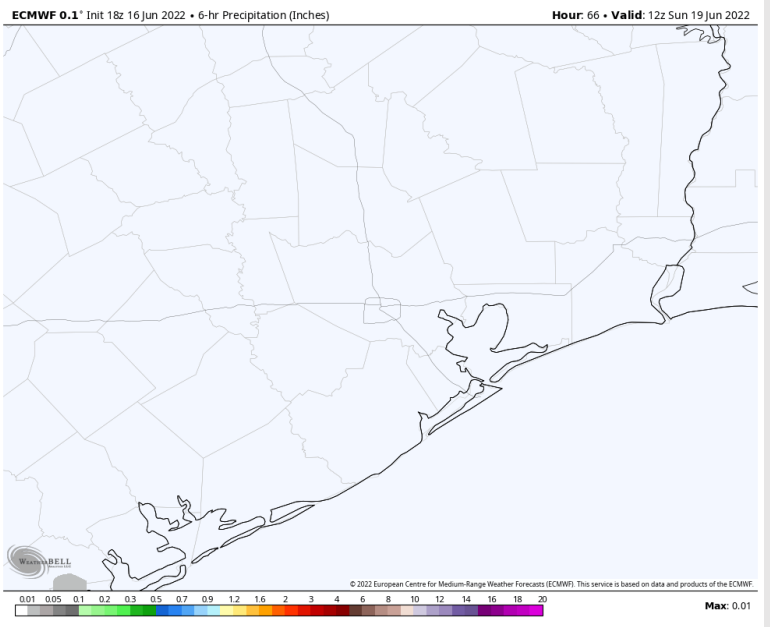 ECMWF 0.1° Init 18z 16 Jun 2022 • 6-hr Precipitation (Inches) Hour: 66 • Valid: 12z Sun 19 Jun 2022
WeatherBELL
© 2022 European Centre for Medium-Range Weather Forecasts (ECMWF). This service is based on data and products of the ECMWF.
0.01 0.05 0.1 0.2 0.3 0.5 0.7 0.9 1.2 1.6 2 3 4 6 8 10 12 14 16 18 20
Max: 0.01